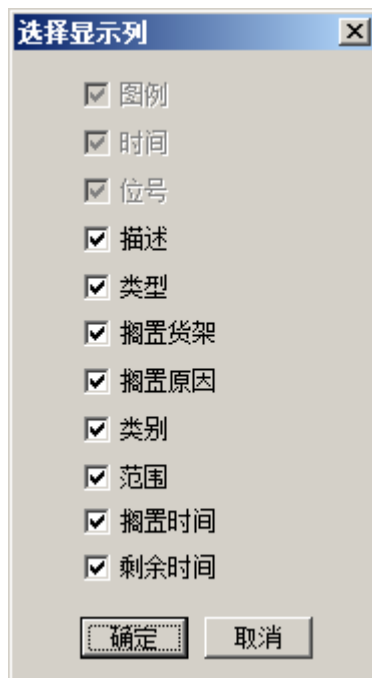 选择显示列
图例
时间
位号
描述
类型
搁置货架
搁置原因
类别
范围
搁置时间
剩余时间
确定 取消